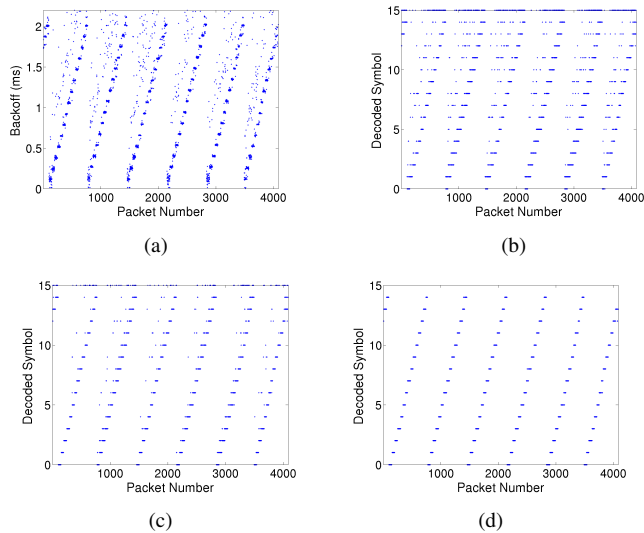 2
1.5
1
0.5
0
Backoff (ms)
1000 2000 3000 4000
Packet Number
(a)
15
10
5
0
Decoded Symbol
1000 2000 3000 4000
Packet Number
(b)
15
10
5
0
Decoded Symbol
1000 2000 3000 4000
Packet Number
(c)
15
10
5
0
Decoded Symbol
1000 2000 3000 4000
Packet Number
(d)